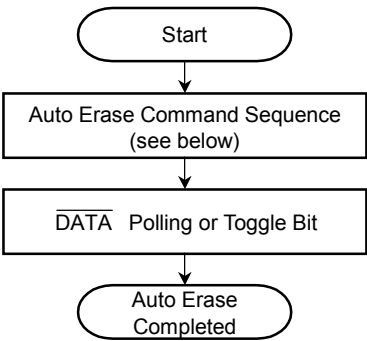 Start
Auto Erase Command Sequence
(see below)
DATA Polling or Toggle Bit
Auto Erase
Completed